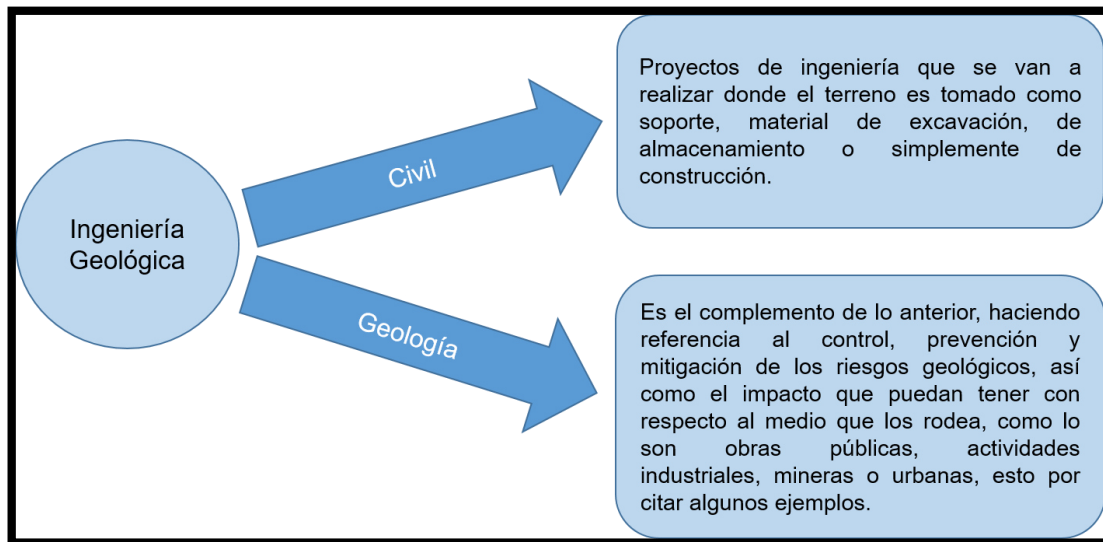 Ingeniería
Geológica
Civil
Proyectos de ingeniería que se van a
realizar donde el terreno es tomado como
soporte, material de excavación, de
almacenamiento o simplemente de
construcción.
Geología
Es el complemento de lo anterior, haciendo
referencia al control, prevención y
mitigación de los riesgos geológicos, así
como el impacto que puedan tener con
respecto al medio que los rodea, como lo
son obras públicas, actividades
industriales, mineras o urbanas, esto por
citar algunos ejemplos.